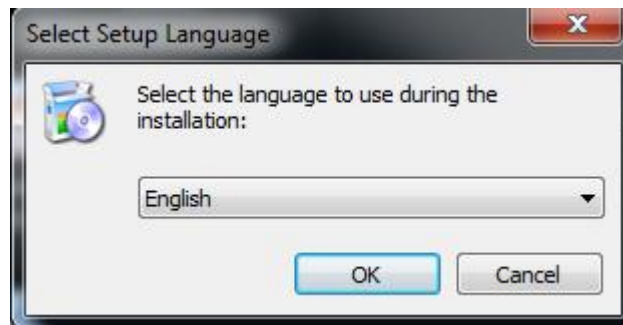 Select Setup Language
Select the language to use during the
installation:
English
OK
Cancel